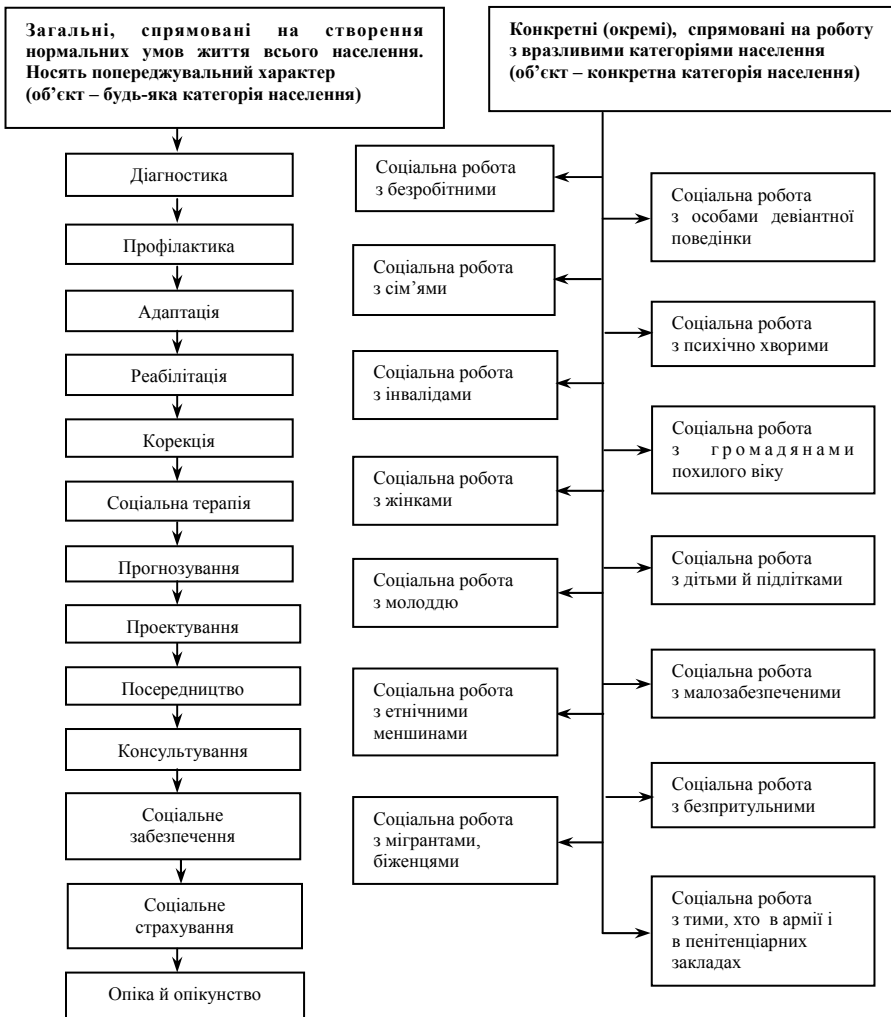 Загальні, спрямовані на створення
нормальних умов життя всього населення.
Носять попереджувальний характер
(об’єкт – будь-яка категорія населення)
Діагностика
Профілактика
Адаптація
Реабілітація
Корекція
Соціальна терапія
Прогнозування
Проектування
Посередництво
Консультування
Соціальне
забезпечення
Соціальне
страхування
Опіка й опікунство
Конкретні (окремі), спрямовані на роботу
з вразливими категоріями населення
(об’єкт – конкретна категорія населення)
Соціальна робота
з безробітними
Соціальна робота
з сім’ями
Соціальна робота
з інвалідами
Соціальна робота
з жінками
Соціальна робота
з молоддю
Соціальна робота
з етнічними
меншинами
Соціальна робота
з мігрантами,
біженцями
Соціальна робота
з особами девіантної
поведінки
Соціальна робота
з психічно хворими
Соціальна робота
з громадянами
похилого віку
Соціальна робота
з дітьми й підлітками
Соціальна робота
з малозабезпеченими
Соціальна робота
з безпритульними
Соціальна робота
з тими, хто в армії і
в пенітенціарних
закладах